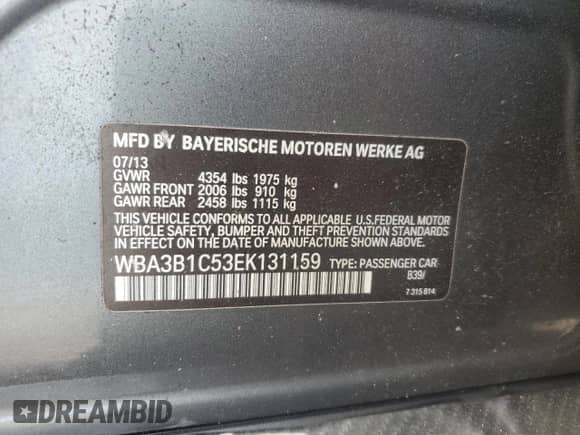 MFD BY BAYERISCHE MOTOREN WERKE AG
07/13
GVWR 4354 lbs 1975 kg
GAWR FRONT 2006 lbs 910 kg
GAWR REAR 2458 lbs 1115 kg
THIS VEHICLE CONFORMS TO ALL APPLICABLE U.S.FEDERAL MOTOR
VEHICLE SAFETY, BUMPER AND THEFT PREVENTION STANDARDS
IN EFFECT ON THE DATE OF MANUFACTURE SHOWN ABOVE.
WBA3B1C53EK131159 TYPE: PASSENGER CAR
839/
7 315 814
DREAMBID